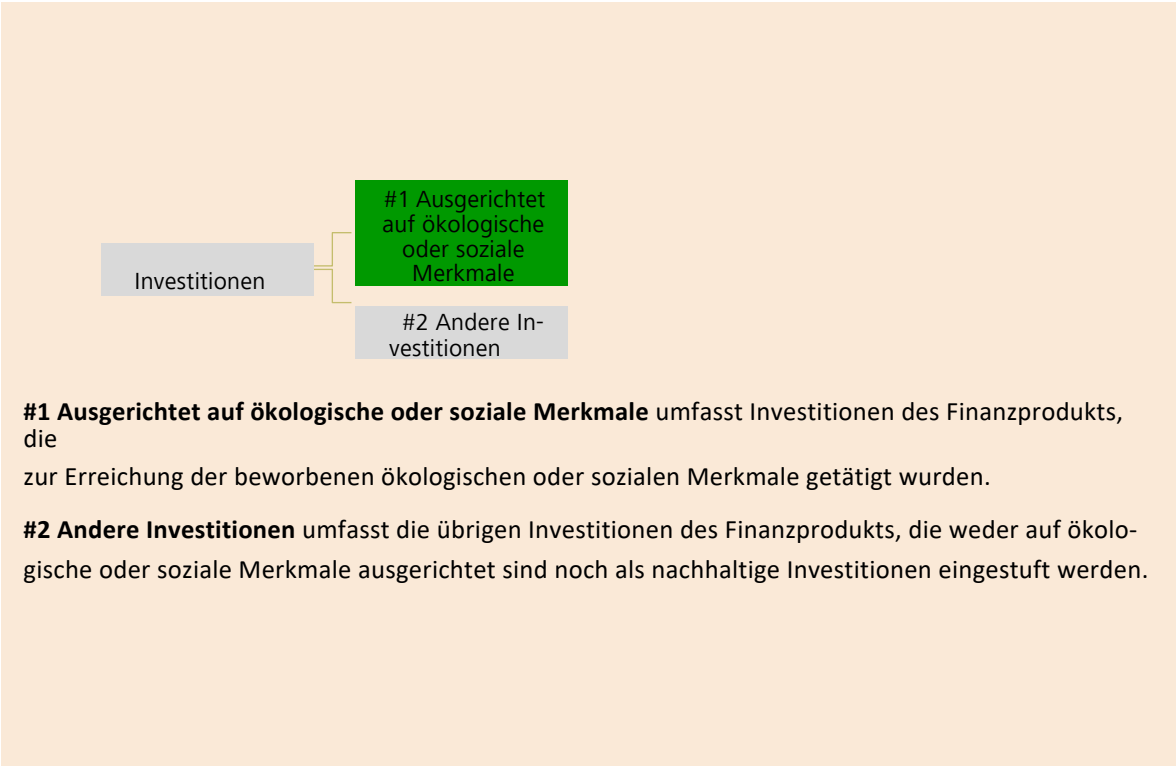 #1 Ausgerichtet
auf ökologische
oder soziale
Merkmale
Investitionen
#2 Andere In-
vestitionen
#1 Ausgerichtet auf ökologische oder soziale Merkmale umfasst Investitionen des Finanzprodukts,
die
zur Erreichung der beworbenen ökologischen oder sozialen Merkmale getätigt wurden.
#2 Andere Investitionen umfasst die übrigen Investitionen des Finanzprodukts, die weder auf ökolo-
gische oder soziale Merkmale ausgerichtet sind noch als nachhaltige Investitionen eingestuft werden.